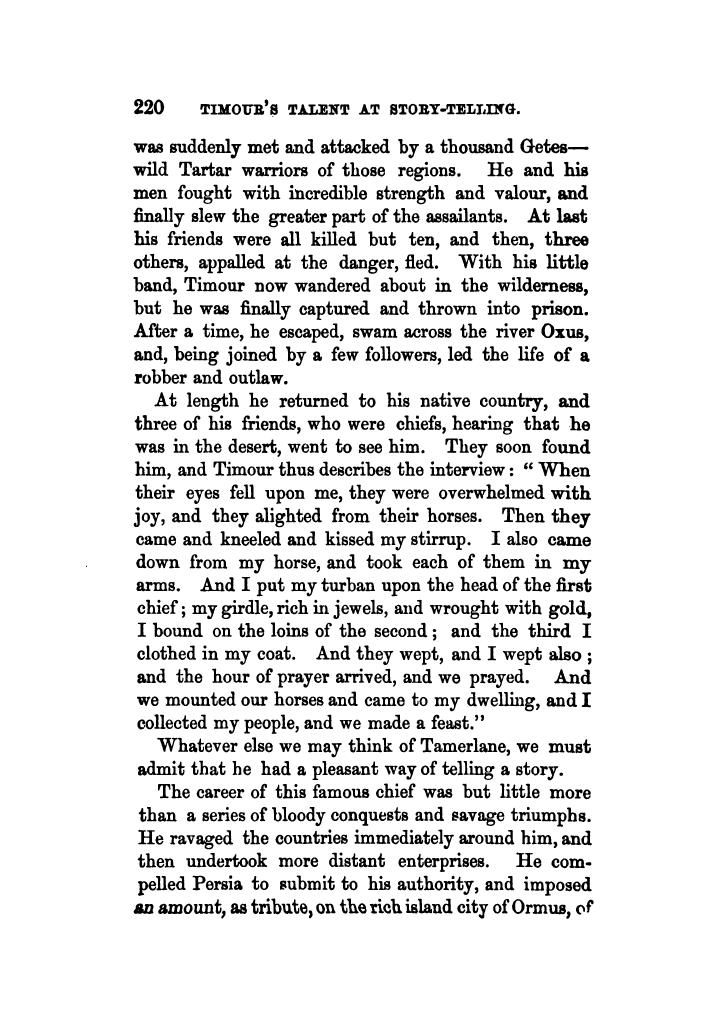 220 TIMOUR'S TALENT AT STORY-TELLING.
was suddenly met and attacked by a thousand Getes—
wild Tartar warriors of those regions. He and his
men fought with incredible strength and valour, and
finally slew the greater part of the assailants. At last
his friends were all killed but ten, and then, three
others, appalled at the danger, fled. With his little
band, Timour now wandered about in the wilderness,
but he was finally captured and thrown into prison.
After a time, he escaped, swam across the river Oxus,
and, being joined by a few followers, led the life of a
robber and outlaw.
At length he returned to his native country, and
three of his friends, who were chiefs, hearing that he
was in the desert, went to see him. They soon found
him, and Timour thus describes the interview: "When
their eyes fell upon me, they were overwhelmed with
joy, and they alighted from their horses. Then they
came and kneeled and kissed my stirrup. I also came
down from my horse, and took each of them in my
arms. And I put my turban upon the head of the first
chief; my girdle, rich in jewels, and wrought with gold,
I bound on the loins of the second; and the third I
clothed in my coat. And they wept, and I wept also;
and the hour of prayer arrived, and we prayed. And
we mounted our horses and came to my dwelling, and I
collected my people, and we made a feast."
Whatever else we may think of Tamerlane, we must
admit that he had a pleasant way of telling a story.
The career of this famous chief was but little more
than a series of bloody conquests and savage triumphs.
He ravaged the countries immediately around him, and
then undertook more distant enterprises. He com-
pelled Persia to submit to his authority, and imposed
an amount, as tribute, on the rich island city of Ormus, of